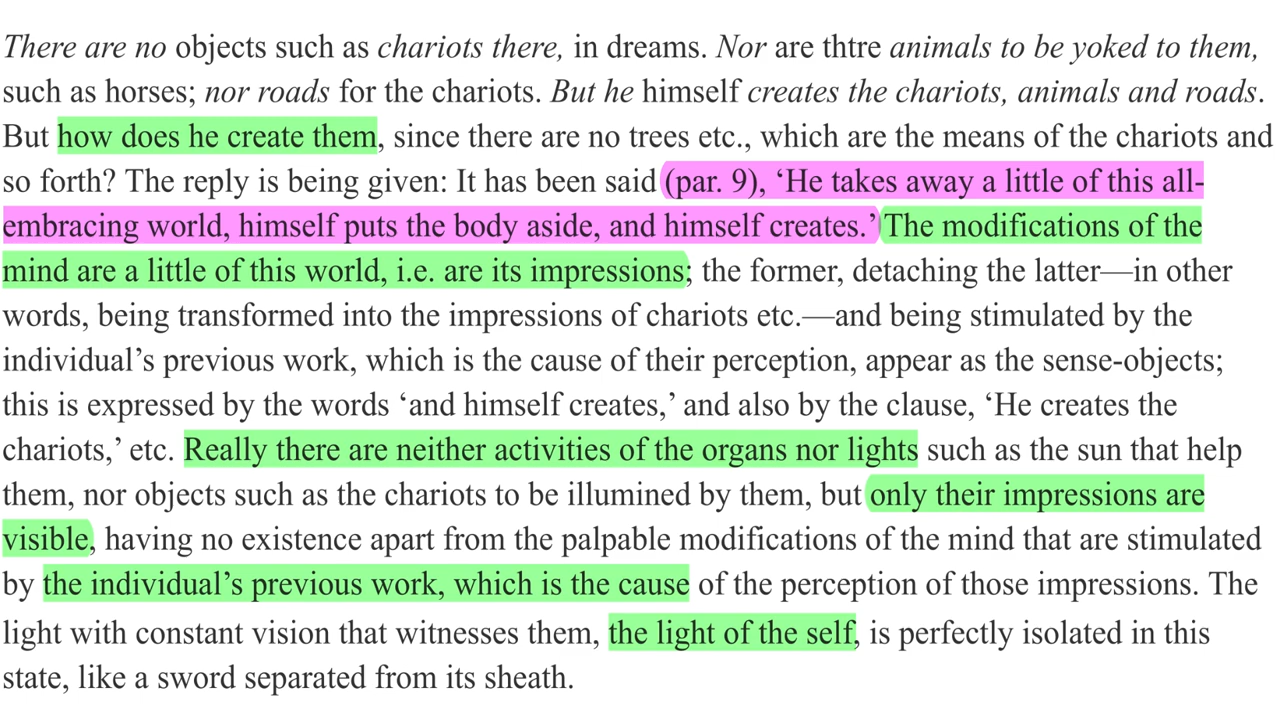 There are no objects such as chariots there, in dreams. Nor are thtre animals to be yoked to them,
such as horses; nor roads for the chariots. But he himself creates the chariots, animals and roads.
But how does he create them, since there are no trees etc., which are the means of the chariots and
so forth? The reply is being given: It has been said (par. 9), ‘He takes away a little of this all-
embracing world, himself puts the body aside, and himself creates.’ The modifications of the
mind are a little of this world, i.e. are its impressions; the former, detaching the latter—in other
words, being transformed into the impressions of chariots etc.—and being stimulated by the
individual’s previous work, which is the cause of their perception, appear as the sense-objects;
this is expressed by the words ‘and himself creates,’ and also by the clause, ‘He creates the
chariots,’ etc. Really there are neither activities of the organs nor lights such as the sun that help
them, nor objects such as the chariots to be illumined by them, but only their impressions are
visible, having no existence apart from the palpable modifications of the mind that are stimulated
by the individual’s previous work, which is the cause of the perception of those impressions. The
light with constant vision that witnesses them, the light of the self, is perfectly isolated in this
state, like a sword separated from its sheath.